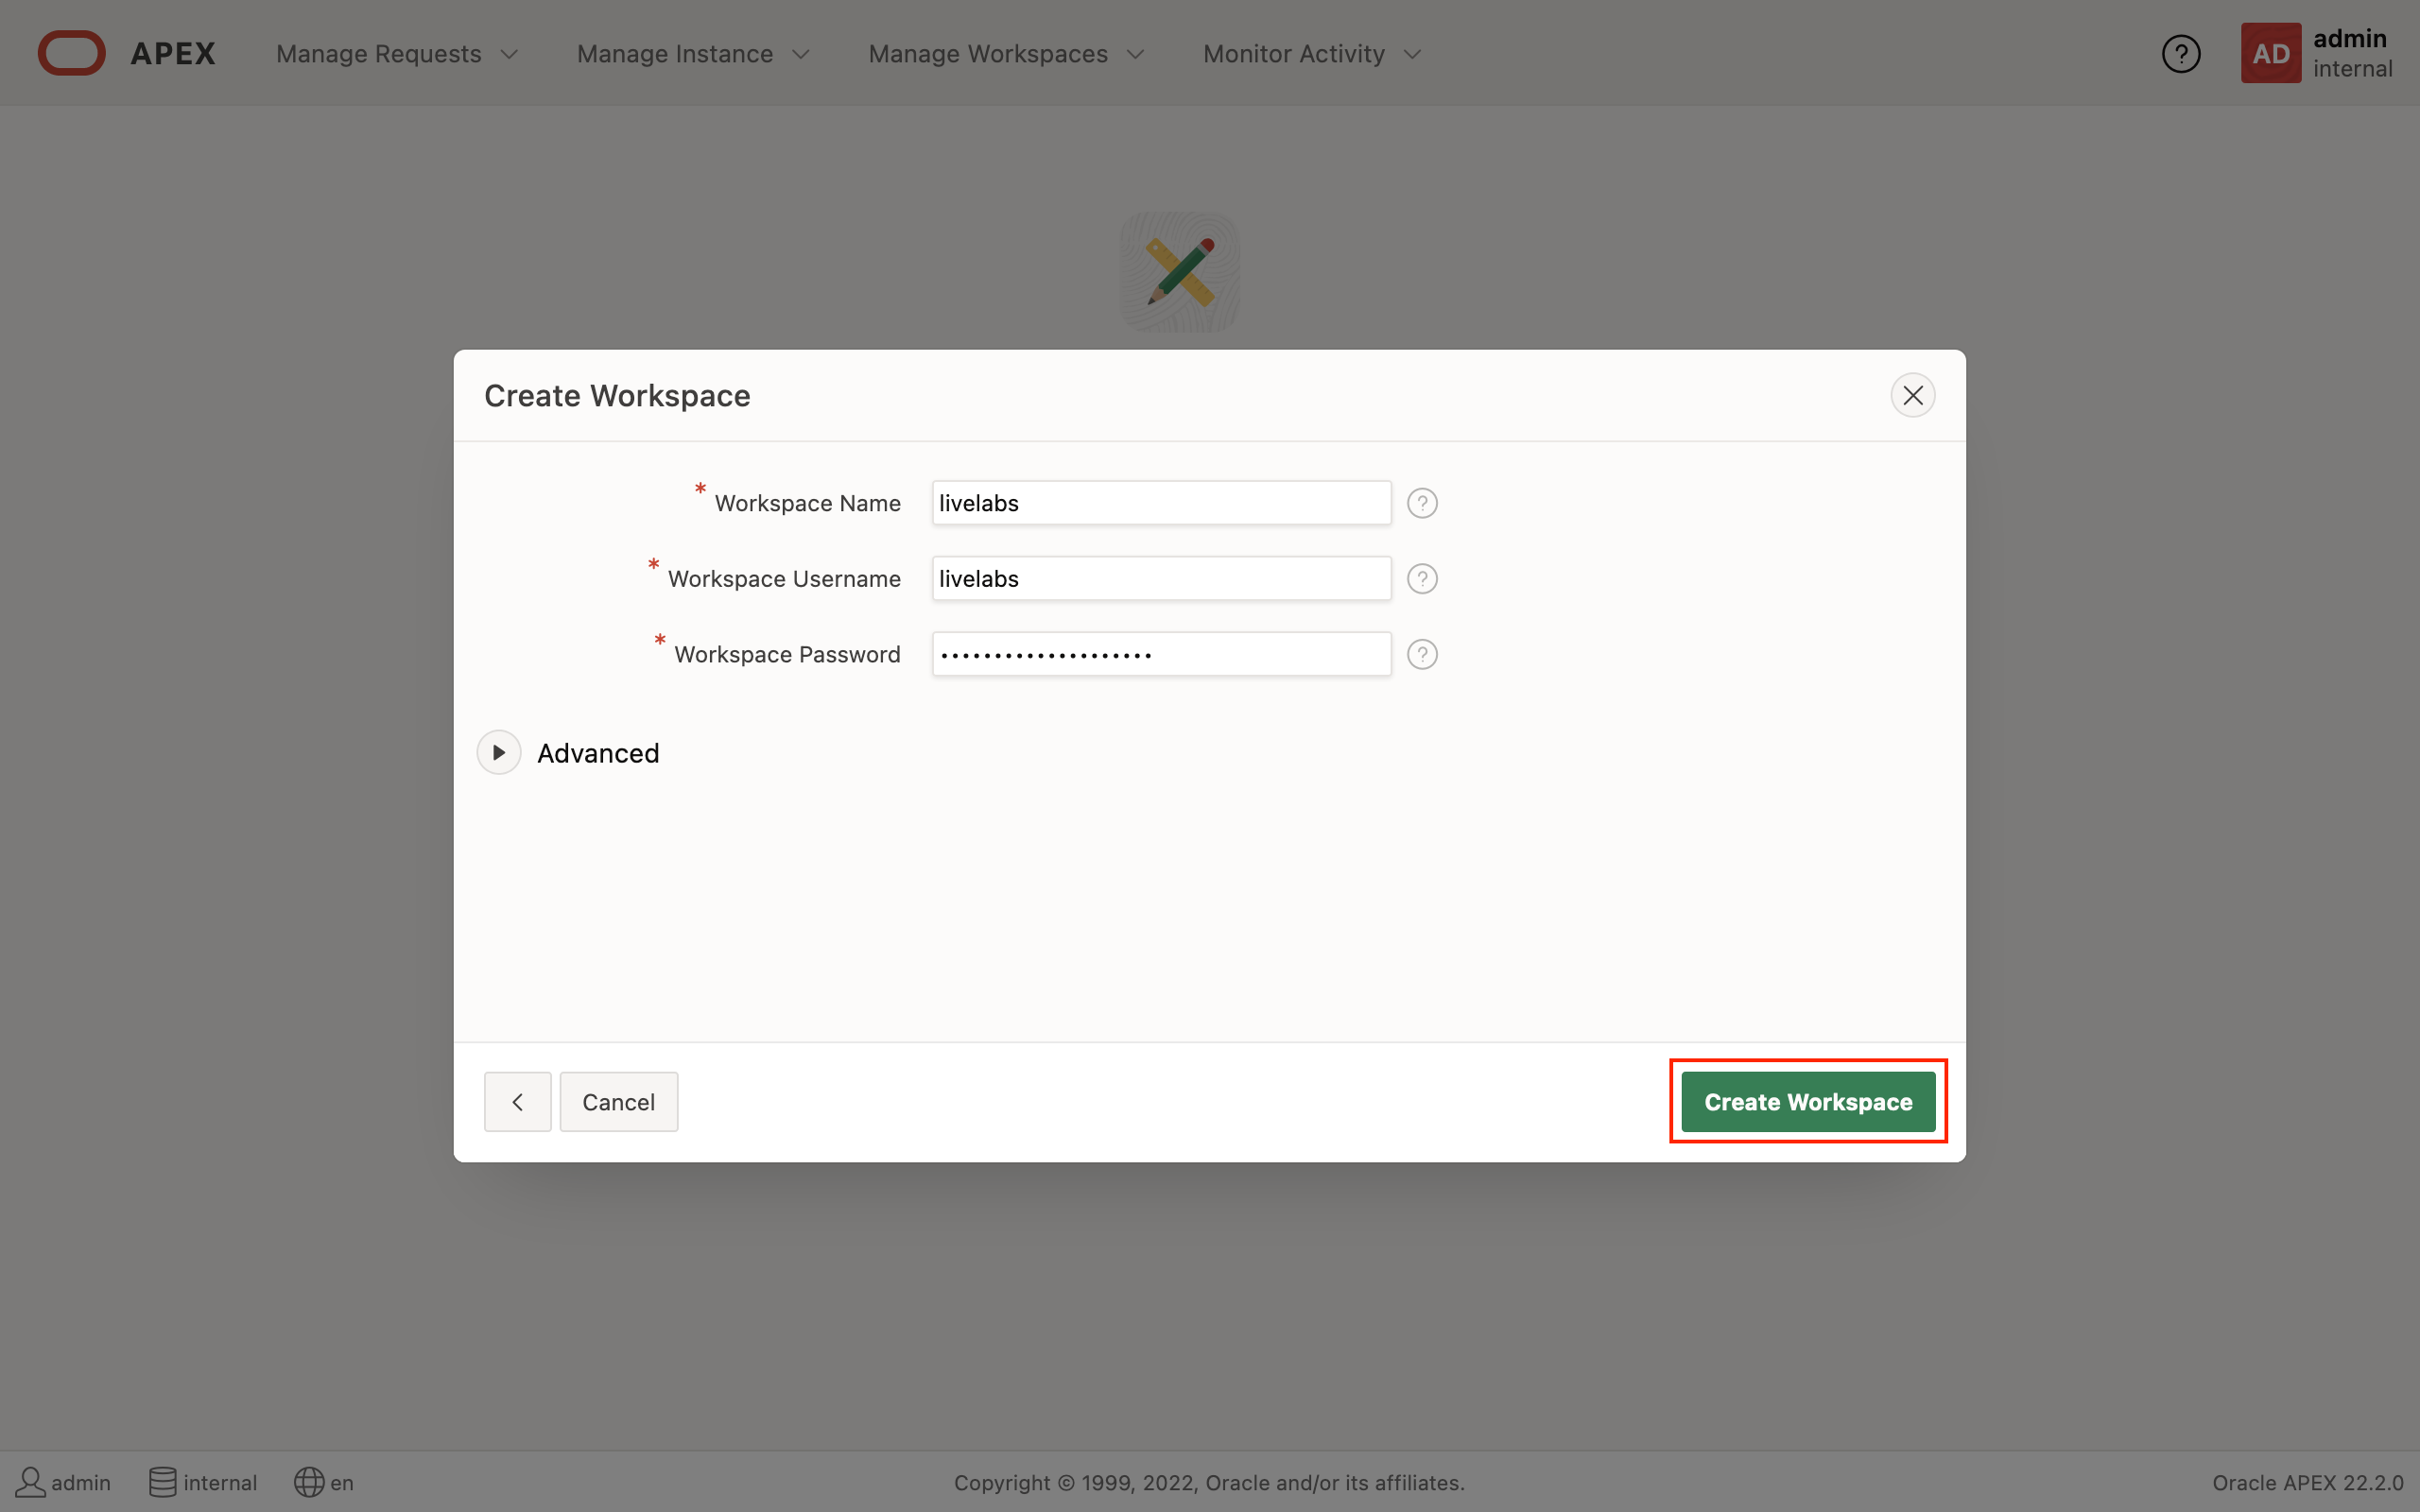 APEX Manage Requests Manage Instance Manage Workspaces Monitor Activity ? AD admin
internal
Create Workspace
* Workspace Name livelabs ?
* Workspace Username livelabs ?
* Workspace Password •••••••••••••••••••• ?
Advanced
Cancel Create Workspace
admin internal en Copyright © 1999, 2022, Oracle and/or its affiliates. Oracle APEX 22.2.0